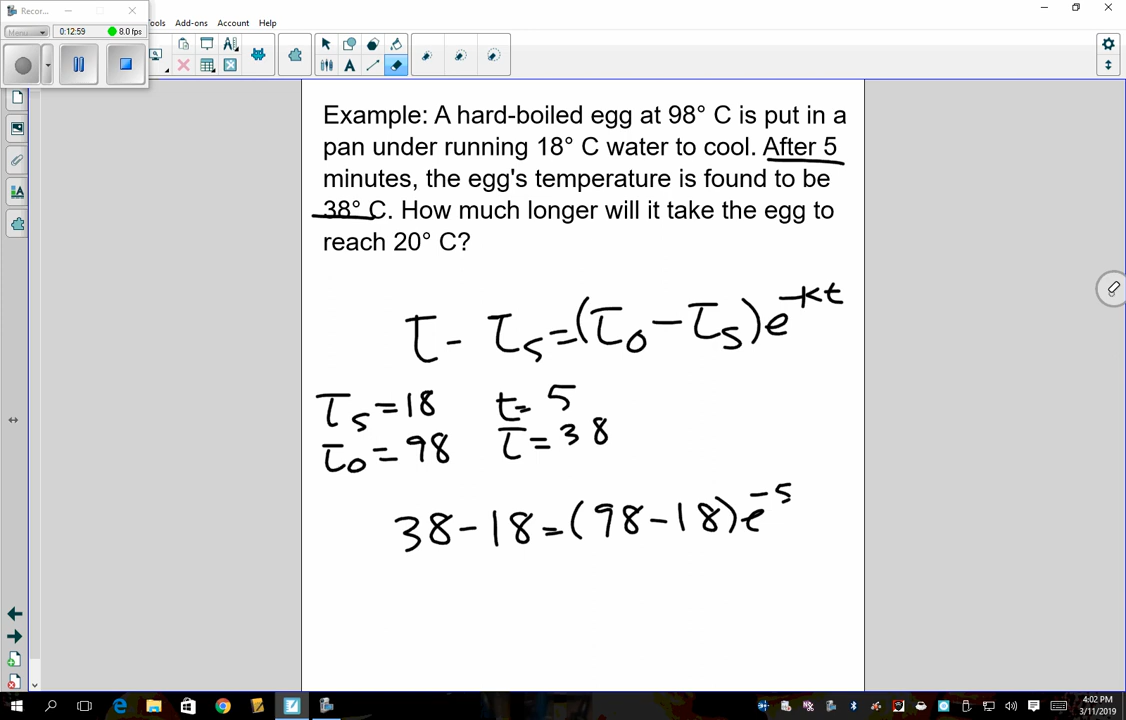 Recor...
Menu
0:12:59
8.0 fps
Tools Add-ons Account Help
Example: A hard-boiled egg at 98° C is put in a
pan under running 18° C water to cool. After 5
minutes, the egg's temperature is found to be
38° C. How much longer will it take the egg to
reach 20° C?
T - Ts = (To - Ts) e^-kt
Ts = 18 t = 5
To = 98 T = 38
38 - 18 = (98 - 18) e^-5
4:02 PM
3/11/2019